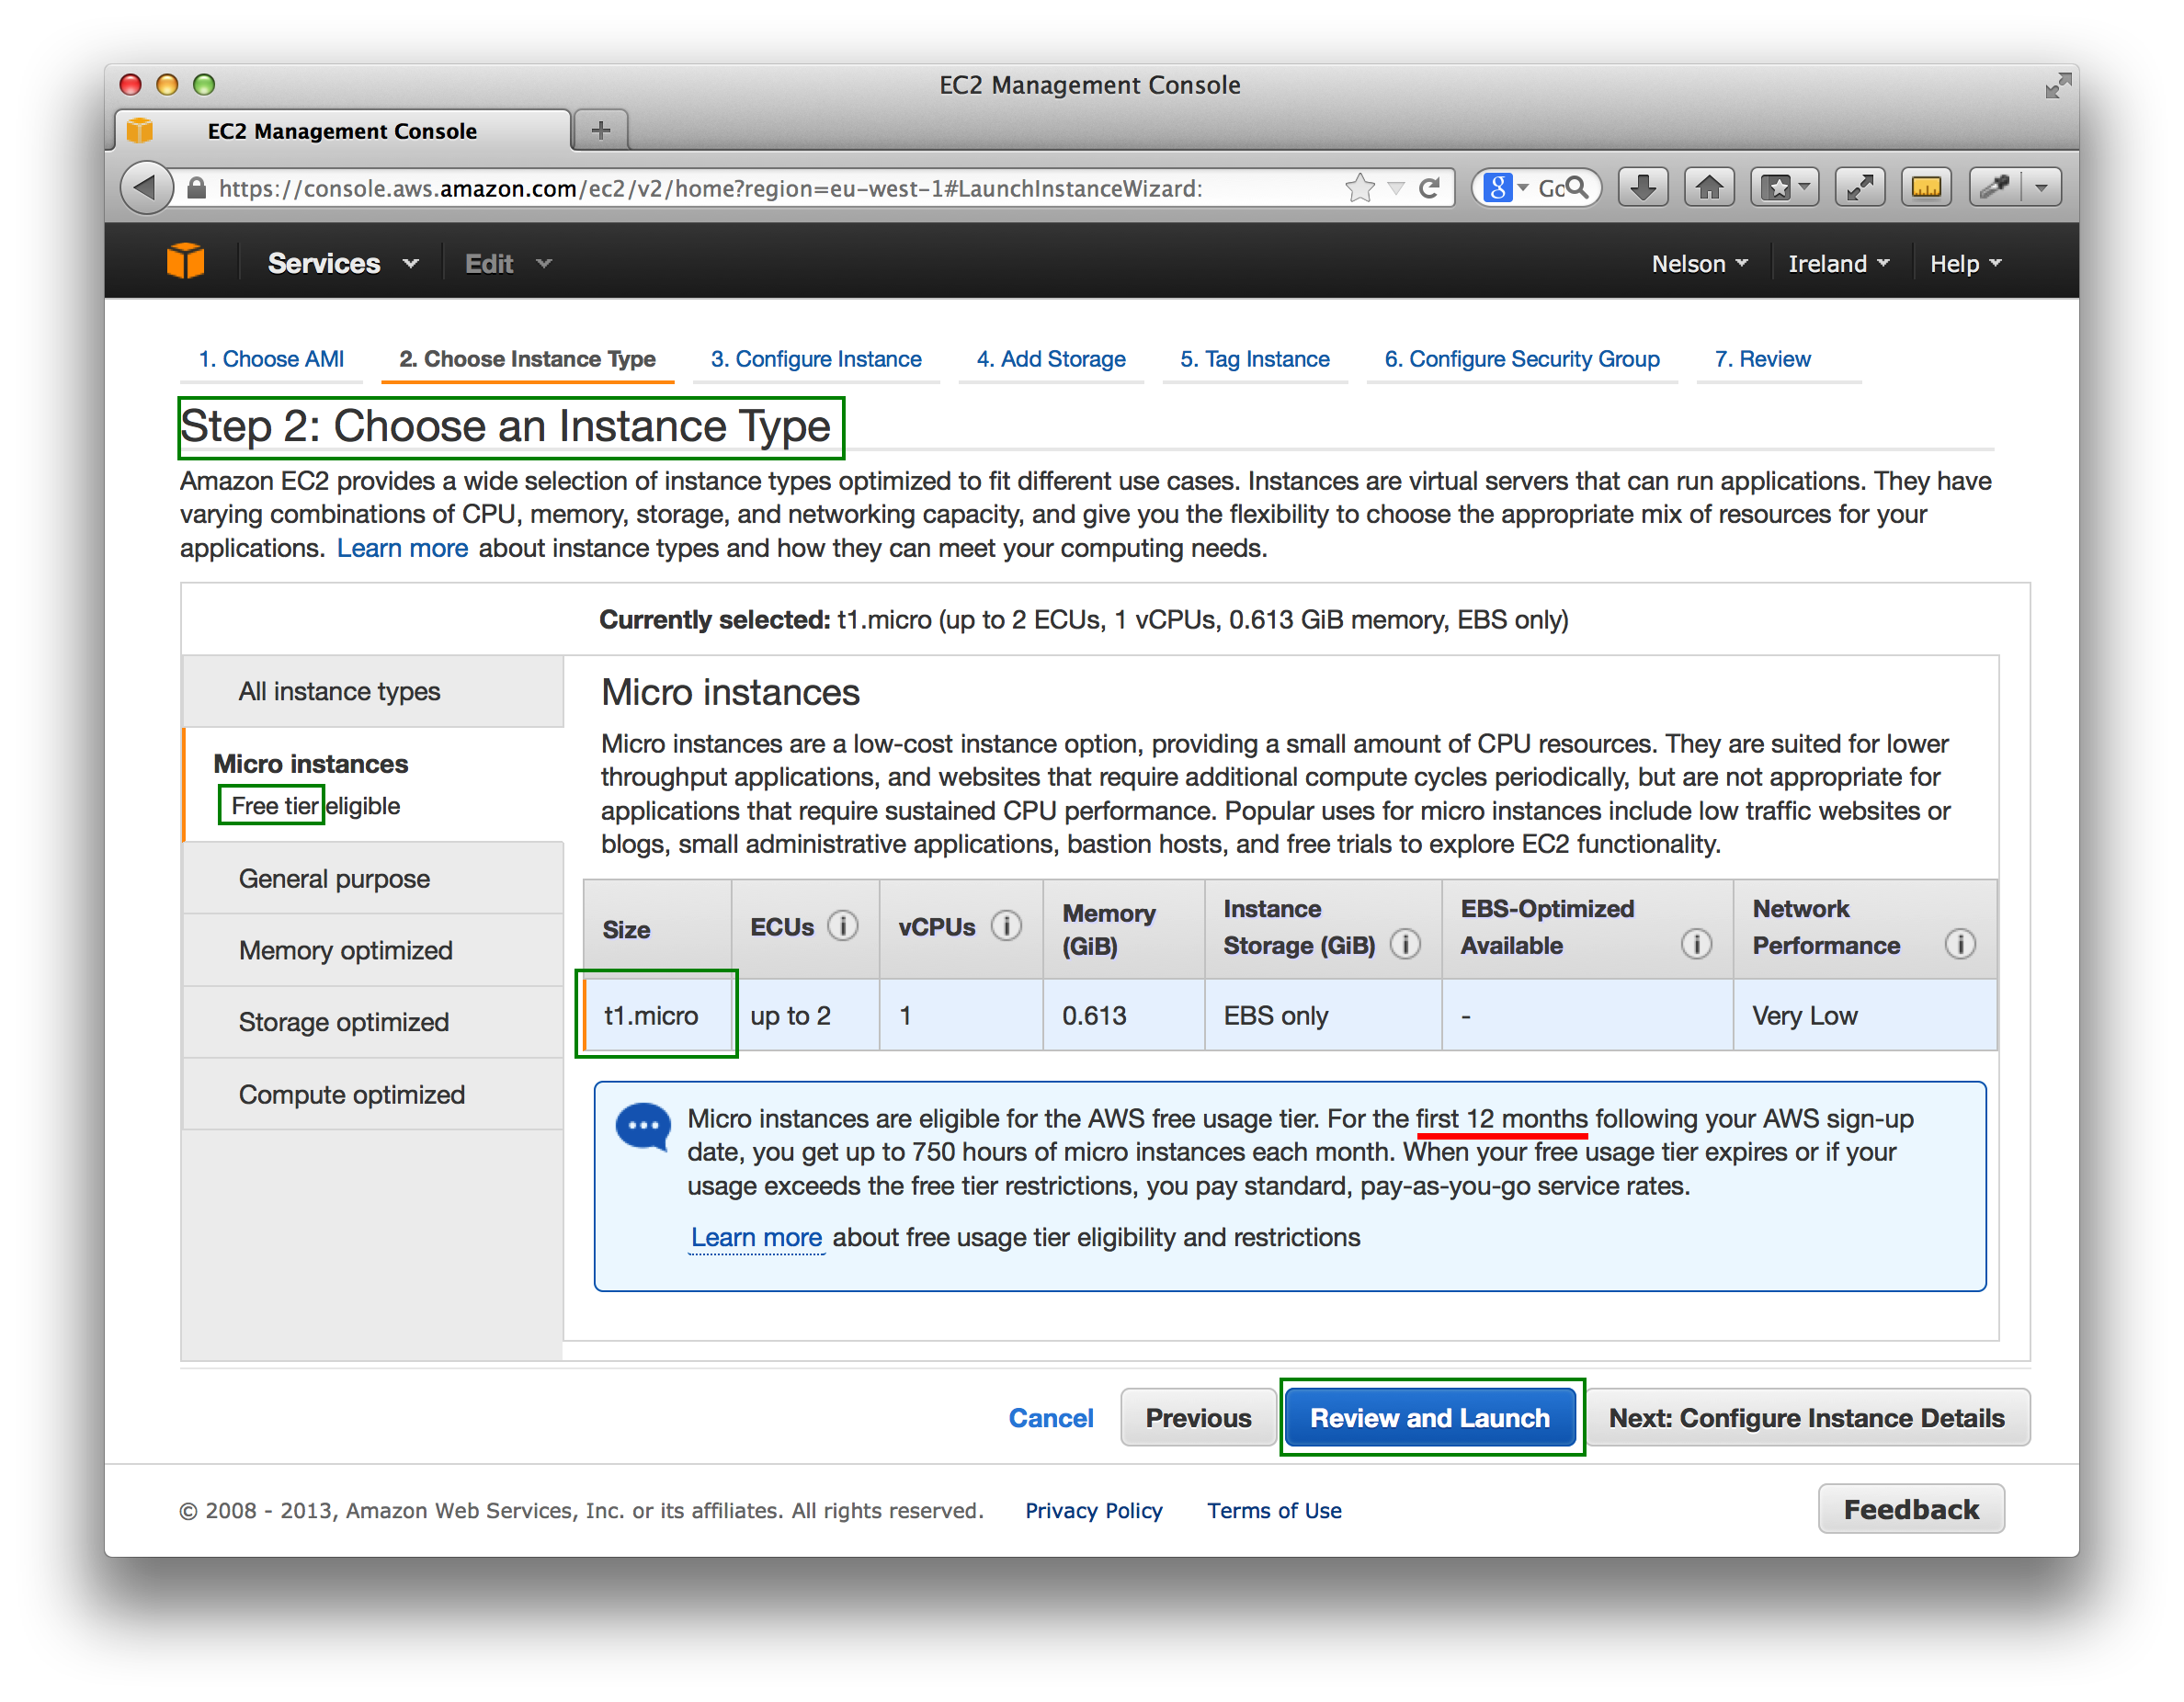 EC2 Management Console
EC2 Management Console
https://console.aws.amazon.com/ec2/v2/home?region=eu-west-1#LaunchInstanceWizard:
g
Go
Services
Edit
Nelson
Ireland
Help
1. Choose AMI
2. Choose Instance Type
3. Configure Instance
4. Add Storage
5. Tag Instance
6. Configure Security Group
7. Review
Step 2: Choose an Instance Type
Amazon EC2 provides a wide selection of instance types optimized to fit different use cases. Instances are virtual servers that can run applications. They have
varying combinations of CPU, memory, storage, and networking capacity, and give you the flexibility to choose the appropriate mix of resources for your
applications. Learn more about instance types and how they can meet your computing needs.
Currently selected: t1.micro (up to 2 ECUs, 1 vCPUs, 0.613 GiB memory, EBS only)
All instance types
Micro instances
Free tier eligible
General purpose
Memory optimized
Storage optimized
Compute optimized
Micro instances
Micro instances are a low-cost instance option, providing a small amount of CPU resources. They are suited for lower
throughput applications, and websites that require additional compute cycles periodically, but are not appropriate for
applications that require sustained CPU performance. Popular uses for micro instances include low traffic websites or
blogs, small administrative applications, bastion hosts, and free trials to explore EC2 functionality.
Size
ECUs i
vCPUs i
Memory
(GiB)
Instance
Storage (GiB) i
EBS-Optimized
Available i
Network
Performance i
t1.micro
up to 2
1
0.613
EBS only
-
Very Low
Micro instances are eligible for the AWS free usage tier. For the first 12 months following your AWS sign-up
date, you get up to 750 hours of micro instances each month. When your free usage tier expires or if your
usage exceeds the free tier restrictions, you pay standard, pay-as-you-go service rates.
Learn more about free usage tier eligibility and restrictions
Cancel
Previous
Review and Launch
Next: Configure Instance Details
© 2008 - 2013, Amazon Web Services, Inc. or its affiliates. All rights reserved.
Privacy Policy
Terms of Use
Feedback